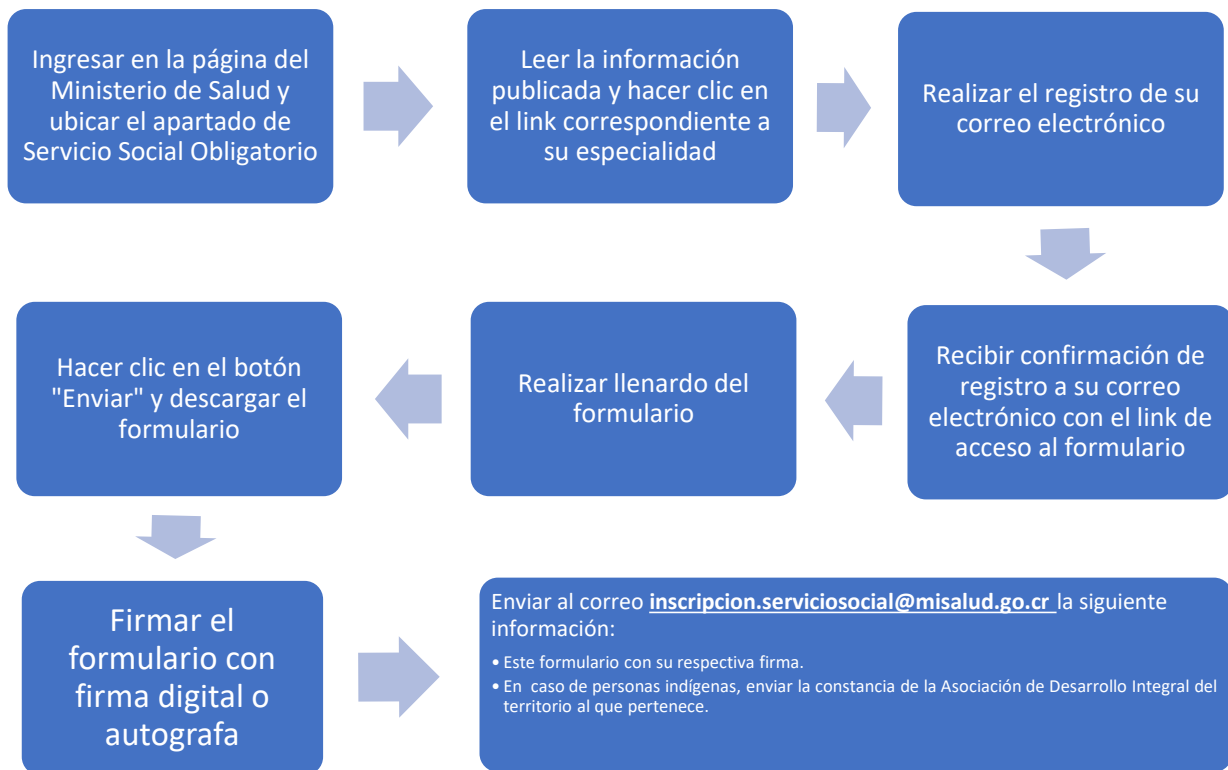 Ingresar en la página del
Ministerio de Salud y
ubicar el apartado de
Servicio Social Obligatorio
Leer la información
publicada y hacer clic en
el link correspondiente a
su especialidad
Realizar el registro de su
correo electrónico
Recibir confirmación de
registro a su correo
electrónico con el link de
acceso al formulario
Realizar llenardo del
formulario
Hacer clic en el botón
"Enviar" y descargar el
formulario
Firmar el
formulario con
firma digital o
autografa
Enviar al correo inscripcion.serviciosocial@misalud.go.cr la siguiente
información:
• Este formulario con su respectiva firma.
• En caso de personas indígenas, enviar la constancia de la Asociación de Desarrollo Integral del
territorio al que pertenece.